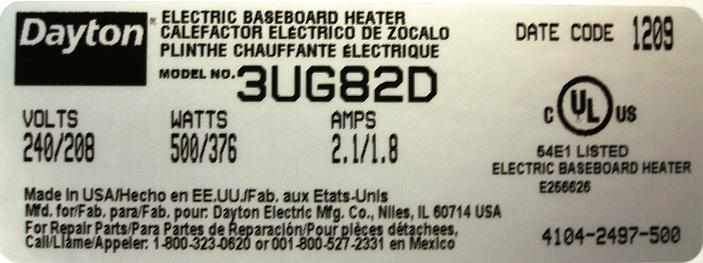 Dayton®
ELECTRIC BASEBOARD HEATER
CALEFACTOR ELÉCTRICO DE ZÓCALO
PLINTHE CHAUFFANTE ÉLECTRIQUE
MODEL NO. 3UG82D
DATE CODE 1209
VOLTS WATTS AMPS
240/208 500/376 2.1/1.8
C UL US
54E1 LISTED
ELECTRIC BASEBOARD HEATER
E256626
Made in USA/Hecho en EE.UU./Fab. aux Etats-Unis
Mfd. for/Fab. para/Fab. pour: Dayton Electric Mfg. Co., Niles, IL 60714 USA
For Repair Parts/Para Partes de Reparación/Pour pièces détachees,
Call/Llame/Appeler: 1-800-323-0620 or 001-800-527-2331 en Mexico
4104-2497-500